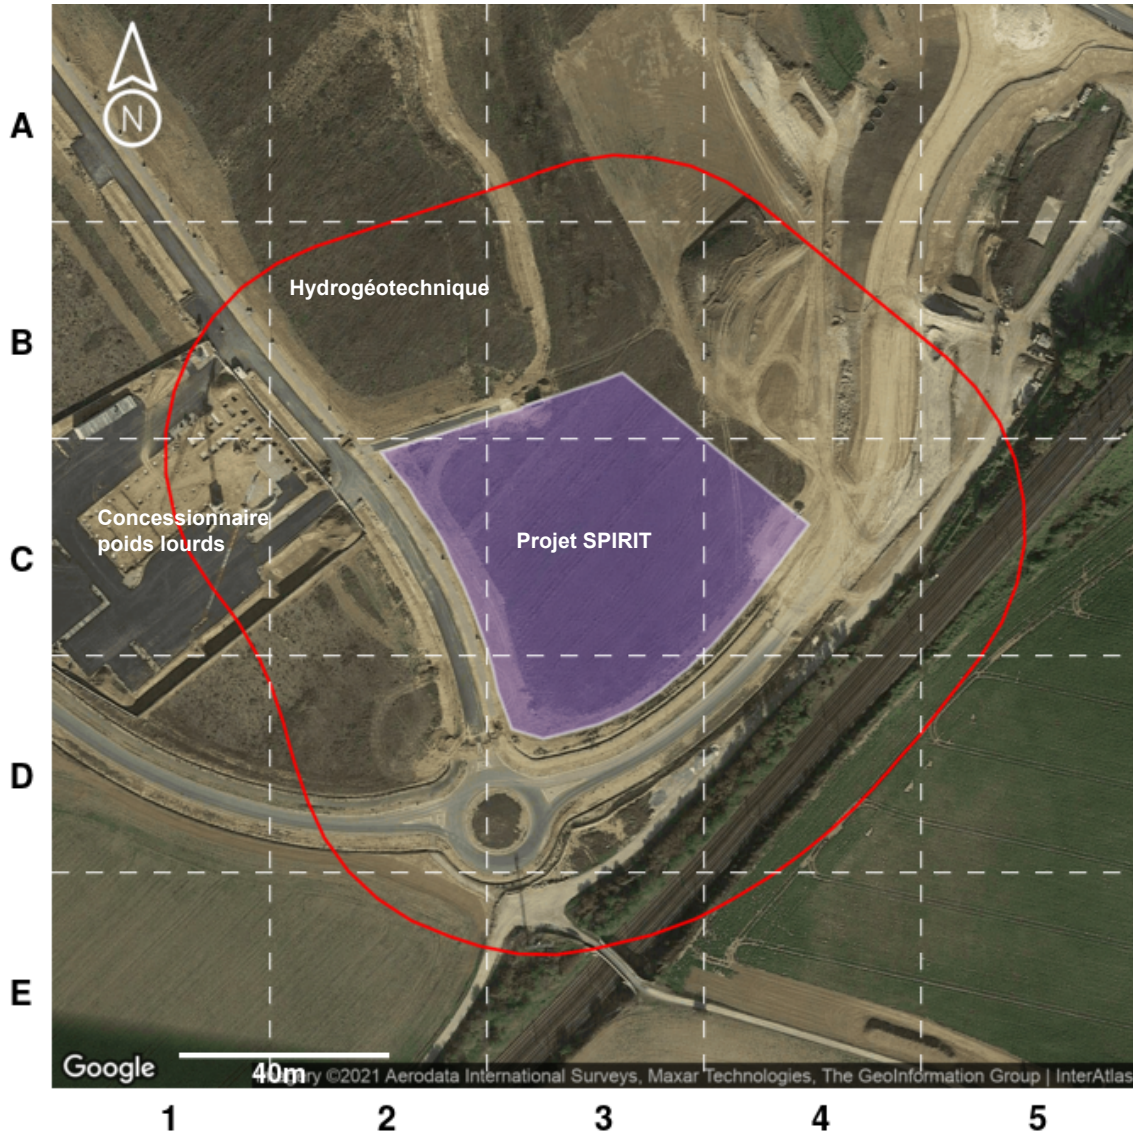 N
A
Hydrogéotechnique
B
Concessionnaire
poids lourds
Projet SPIRIT
C
D
E
Google
40m
©2021 Aerodata International Surveys, Maxar Technologies, The GeoInformation Group | InterAtlas
1 2 3 4 5